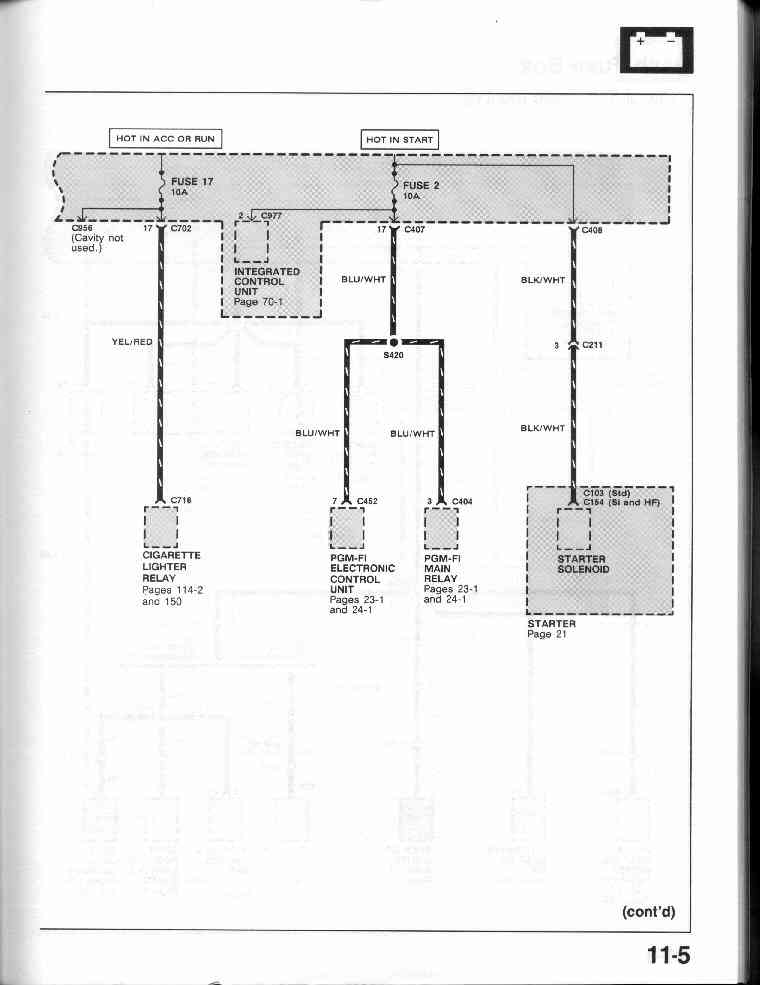 + -
HOT IN ACC OR RUN
HOT IN START
FUSE 17
10A
FUSE 2
10A
C956
(Cavity not
used.)
17 C702
2 C977
17 C407
C408
INTEGRATED
CONTROL
UNIT
Page 70-1
BLU/WHT
BLK/WHT
YEL/RED
S420
3 C211
BLU/WHT
BLU/WHT
BLK/WHT
C716
7 C452
3 C404
C103 (Std)
C154 (Si and HF)
CIGARETTE
LIGHTER
RELAY
Pages 114-2
and 150
PGM-FI
ELECTRONIC
CONTROL
UNIT
Pages 23-1
and 24-1
PGM-FI
MAIN
RELAY
Pages 23-1
and 24-1
STARTER
SOLENOID
STARTER
Page 21
(cont'd)
11-5